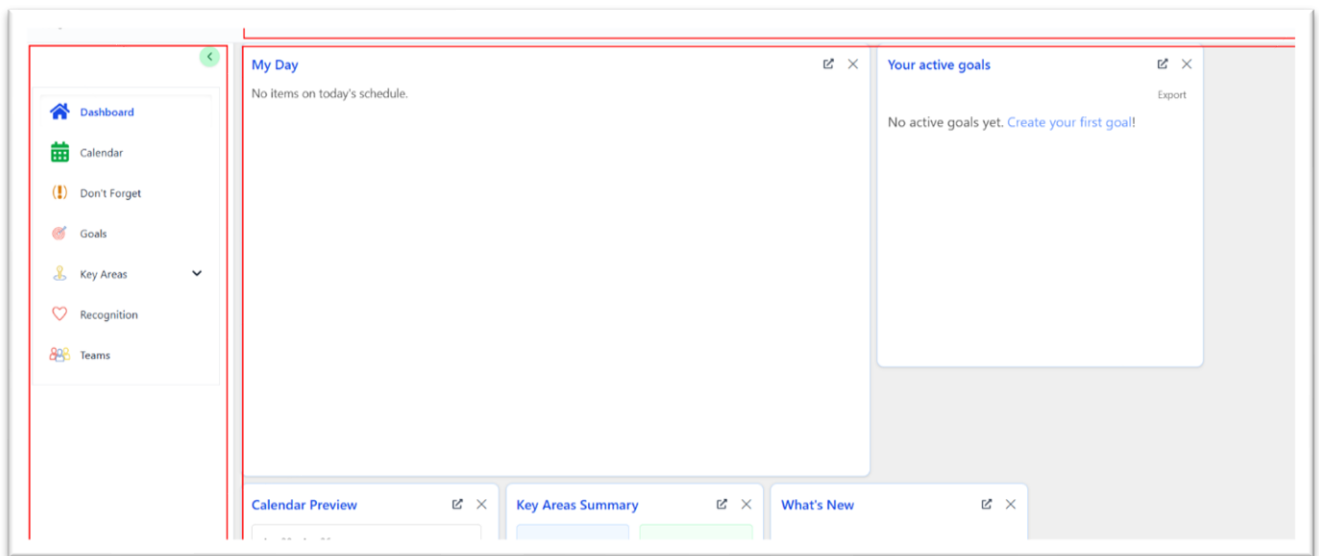 Dashboard
Calendar
Don't Forget
Goals
Key Areas
Recognition
Teams
My Day
No items on today's schedule.
Your active goals
Export
No active goals yet. Create your first goal!
Calendar Preview
Key Areas Summary
What's New